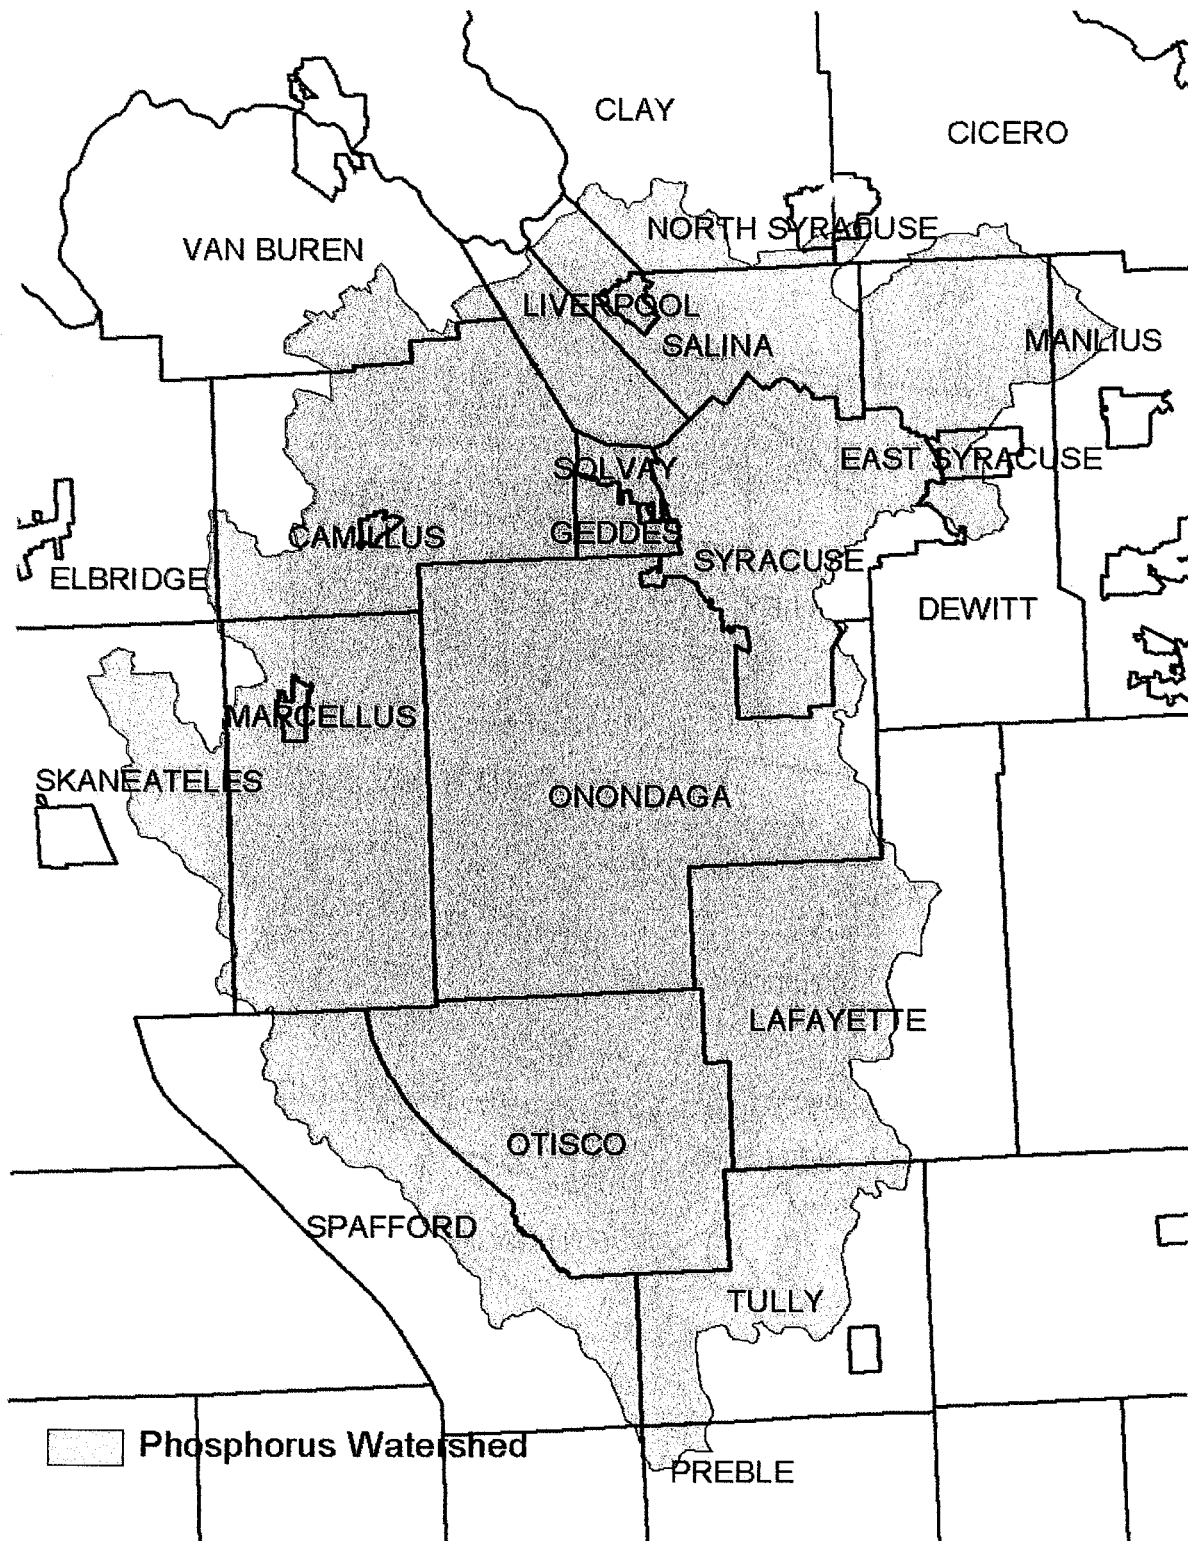 CLAY
CICERO
NORTH SYRACUSE
VAN BUREN
LIVERPOOL
SALINA
MANLIUS
SOLVAY
EAST SYRACUSE
CAMILLUS
GEDDES
SYRACUSE
ELBRIDGE
DEWITT
MARCELLUS
SKANEATELES
ONONDAGA
LAFAYETTE
OTISCO
SPAFFORD
TULLY
Phosphorus Watershed
PREBLE